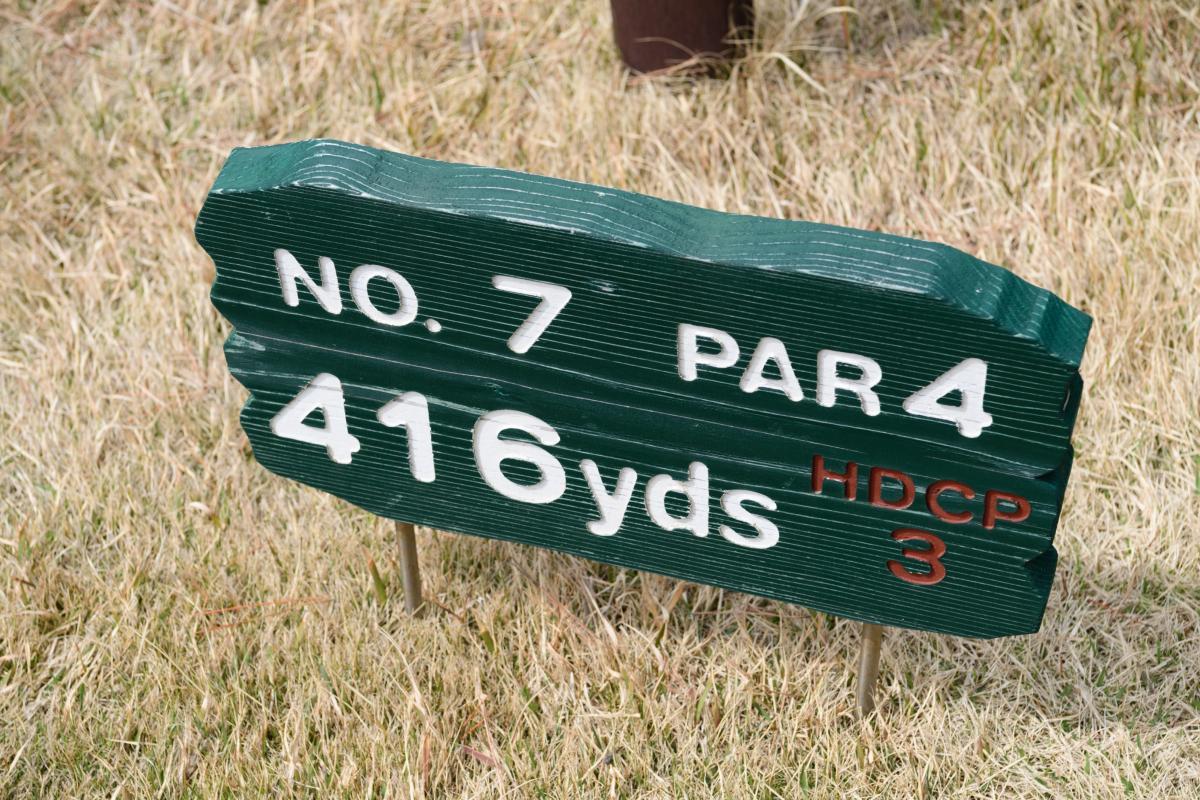 NO. 7 PAR 4
416yds HDCP
3